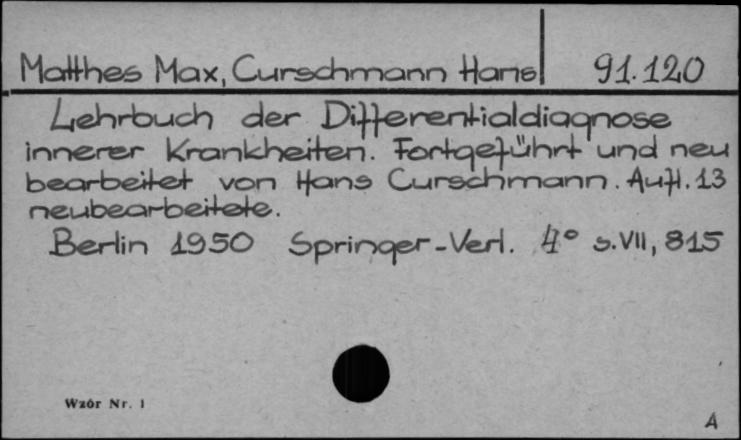 Matthes Max, Curschmann Hans 91.120
Lehrbuch der Differentialdiagnose
innerer Krankheiten. Fortgeführt und neu
bearbeitet von Hans Curschmann. Aufl. 13
neubearbeitete.
Berlin 1950 Springer-Verl. 4° s. VII, 815
Wzór Nr. 1
A